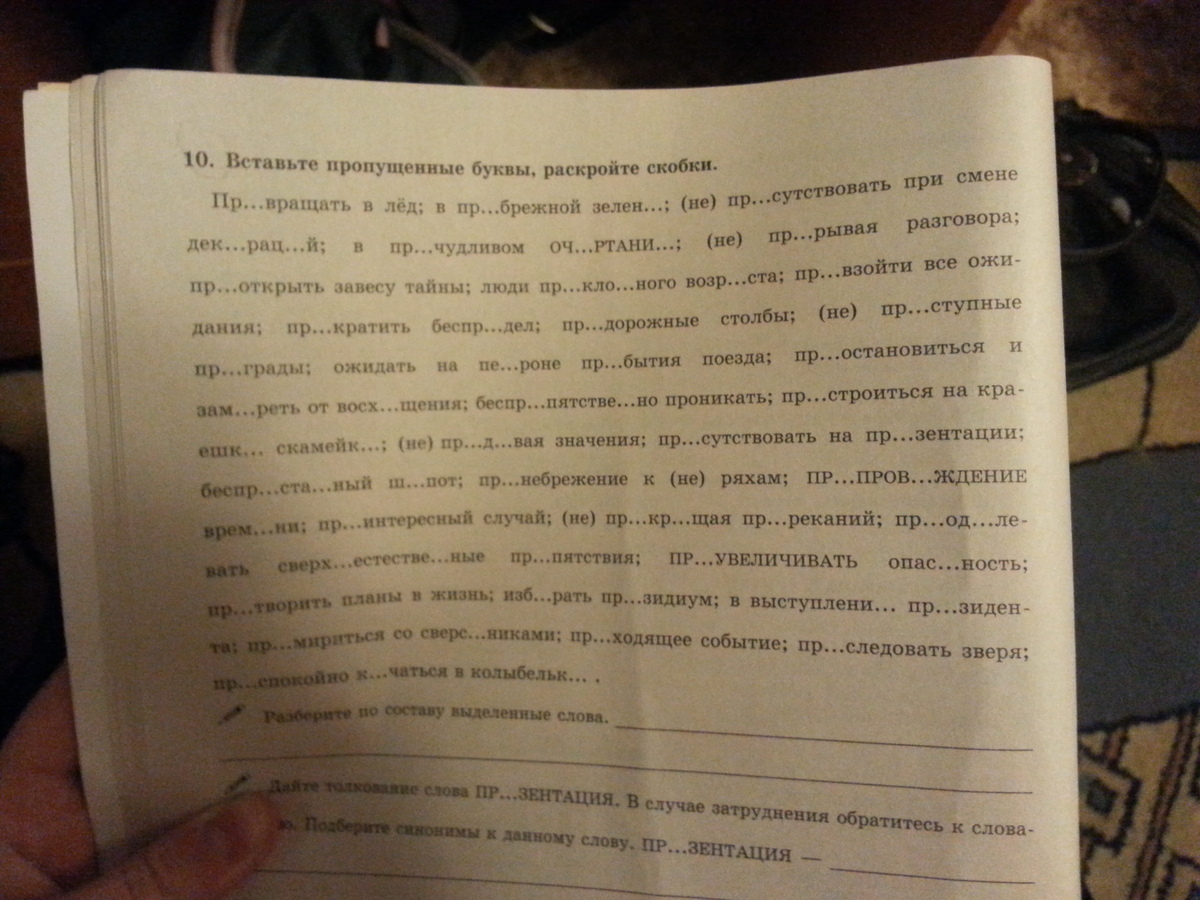 10. Вставьте пропущенные буквы, раскройте скобки.
Пр...вращать в лёд; в пр...брежной зелен...; (не) пр...сутствовать при смене
дек...рац...й; в пр...чудливом ОЧ...РТАНИ...; (не) пр...рывая разговора;
пр...открыть завесу тайны; люди пр...кло...ного возр...ста; пр...взойти все ожи-
дания; пр...кратить беспр...дел; пр...дорожные столбы; (не) пр...ступные
пр...грады; ожидать на пе...роне пр...бытия поезда; пр...остановиться и
зам...реть от восх...щения; беспр...пятстве...но проникать; пр...строиться на кра-
ешк... скамейк...; (не) пр...д...вая значения; пр...сутствовать на пр...зентации;
беспр...ста...ный ш...пот; пр...небрежение к (не) ряхам; ПР...ПРОВ...ЖДЕНИЕ
врем...ни; пр...интересный случай; (не) пр...кр...щая пр...реканий; пр...од...ле-
вать сверх...естестве...ные пр...пятствия; ПР...УВЕЛИЧИВАТЬ опас...ность;
пр...творить планы в жизнь; изб...рать пр...зидиум; в выступлени... пр...зиден-
та; пр...мириться со сверс...никами; пр...ходящее событие; пр...следовать зверя;
пр...спокойно к...чаться в колыбельк... .
Разберите по составу выделенные слова.
Дайте толкование слова ПР...ЗЕНТАЦИЯ. В случае затруднения обратитесь к слова-
ю. Подберите синонимы к данному слову. ПР...ЗЕНТАЦИЯ —